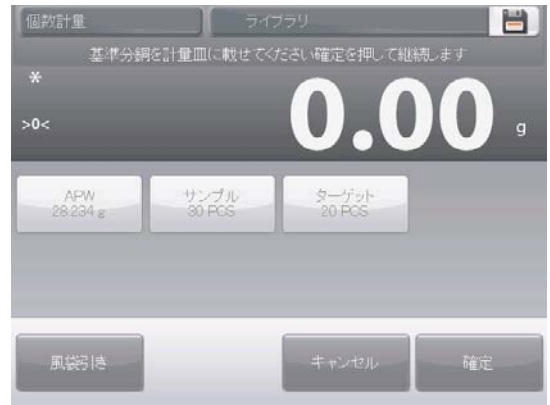 個数計量 ライブラリ
基準分銅を計量皿に載せてください確定を押して継続します
*
>0< 0.00 g
APW サンプル ターゲット
28.234 g 30 PCS 20 PCS
風袋引き キャンセル 確定